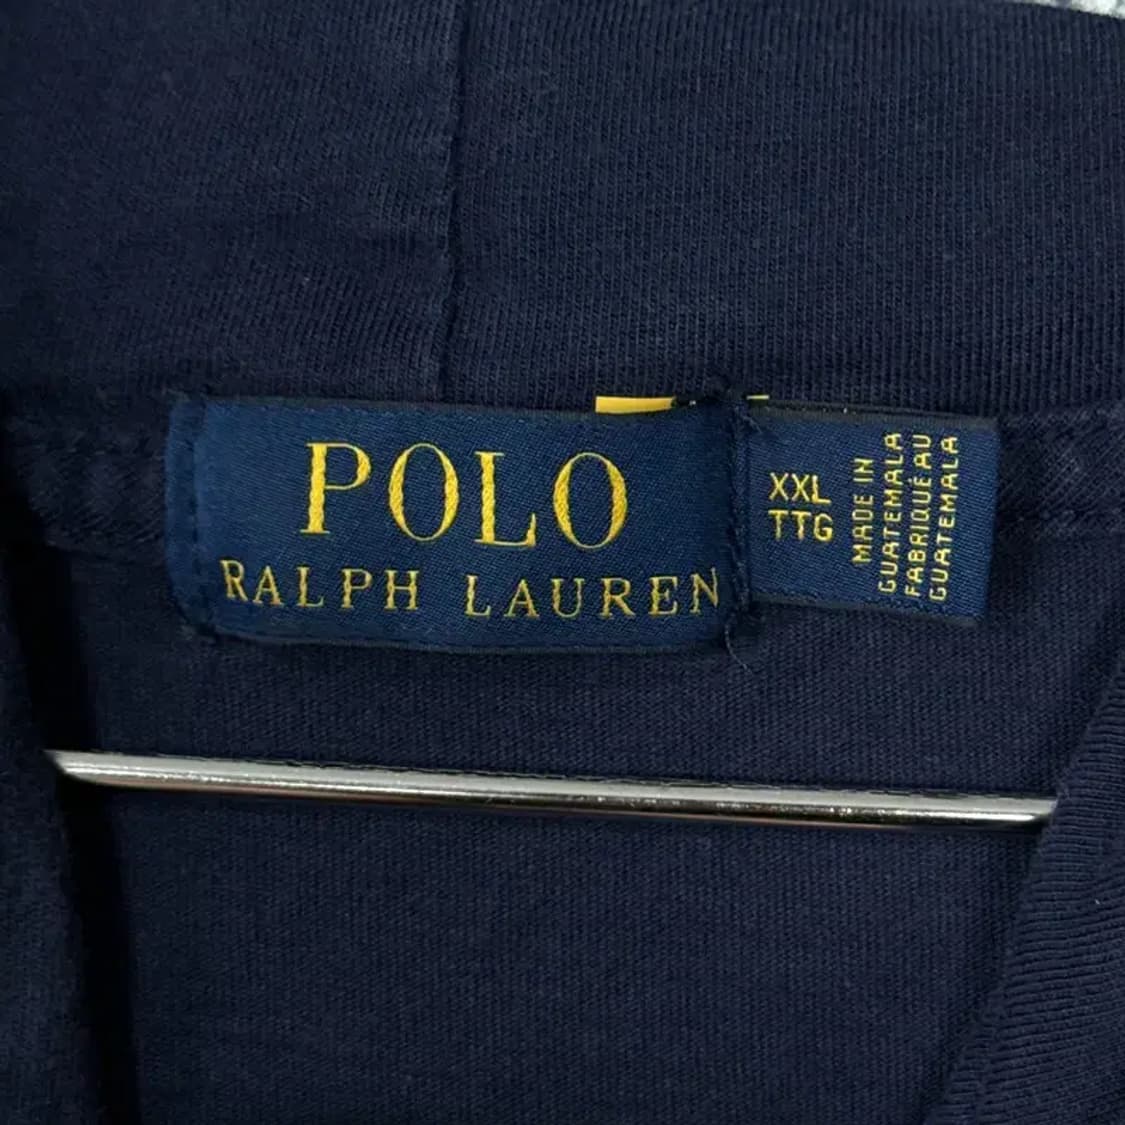 POLO
RALPH LAUREN
XXL
TTG
MADE IN
GUATEMALA
FABRIQUÉ AU
GUATEMALA